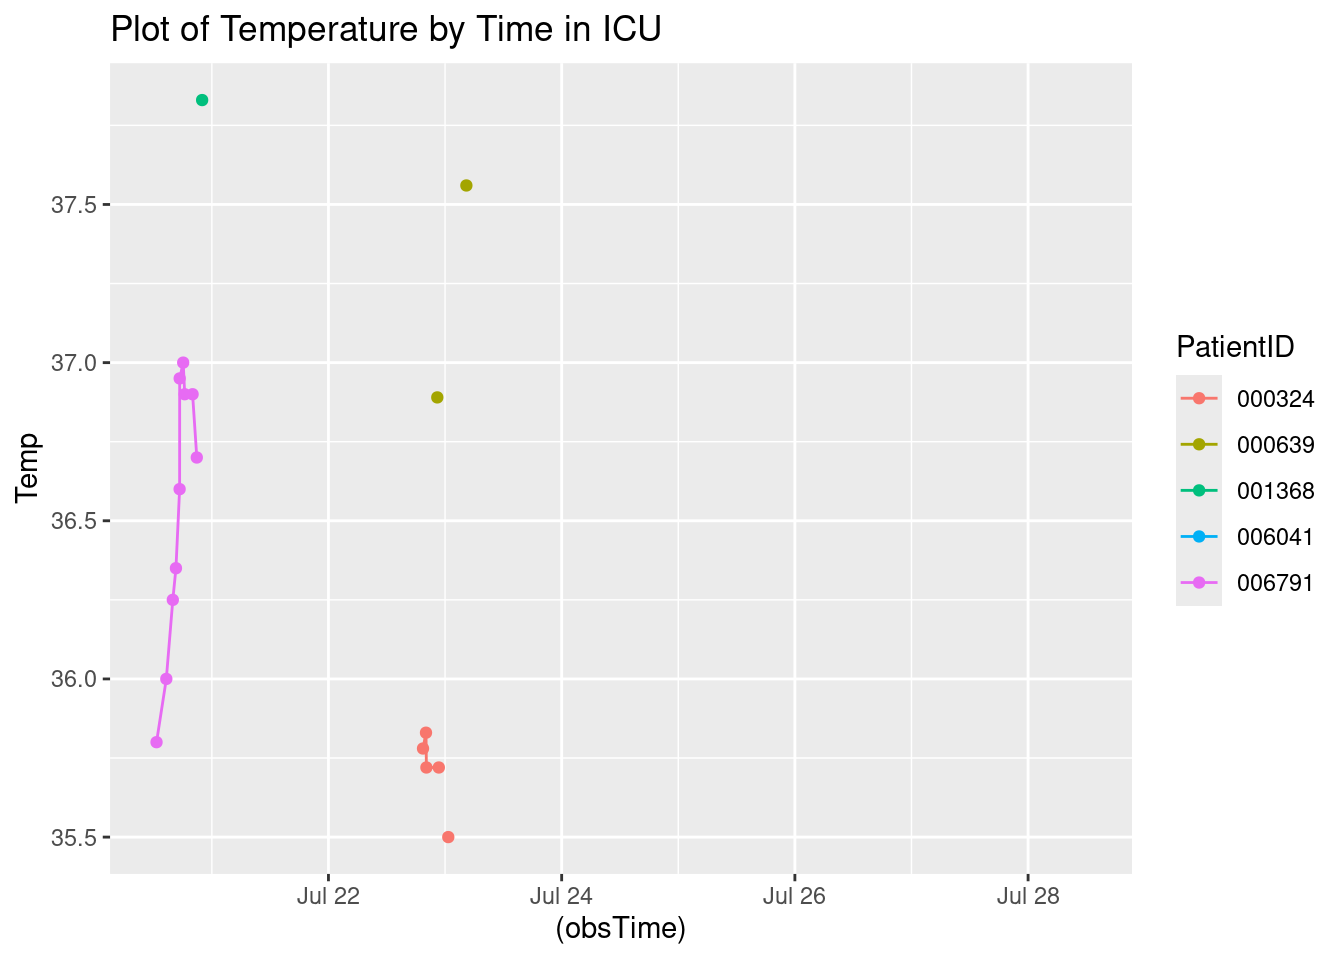 Plot of Temperature by Time in ICU
37.5
37.0
36.5
36.0
35.5
Temp
Jul 22
Jul 24
Jul 26
Jul 28
(obsTime)
PatientID
000324
000639
001368
006041
006791